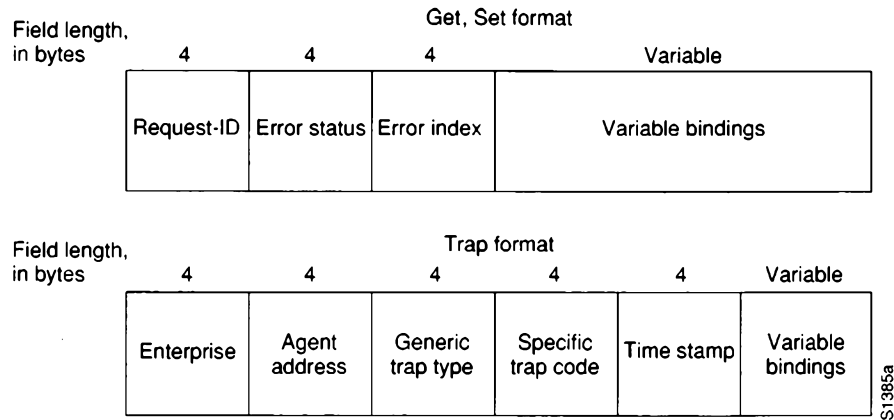 Get, Set format
Field length,
in bytes 4 4 4 Variable
Request-ID Error status Error index Variable bindings
Trap format
Field length,
in bytes 4 4 4 4 4 Variable
Enterprise Agent address Generic trap type Specific trap code Time stamp Variable bindings
S1385a